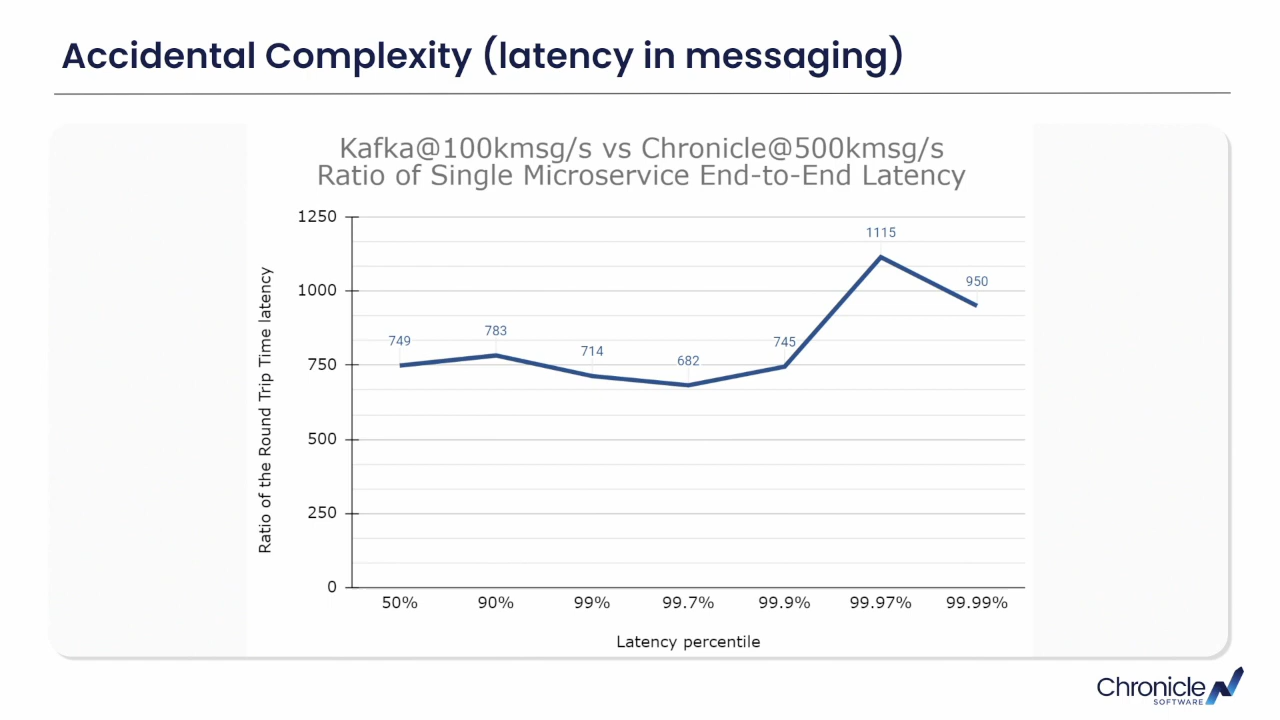 Accidental Complexity (latency in messaging)
Kafka@100kmsg/s vs Chronicle@500kmsg/s
Ratio of Single Microservice End-to-End Latency
Ratio of the Round Trip Time latency
1250
1000
750
500
250
0
749
783
714
682
745
1115
950
50%
90%
99%
99.7%
99.9%
99.97%
99.99%
Latency percentile
Chronicle
SOFTWARE